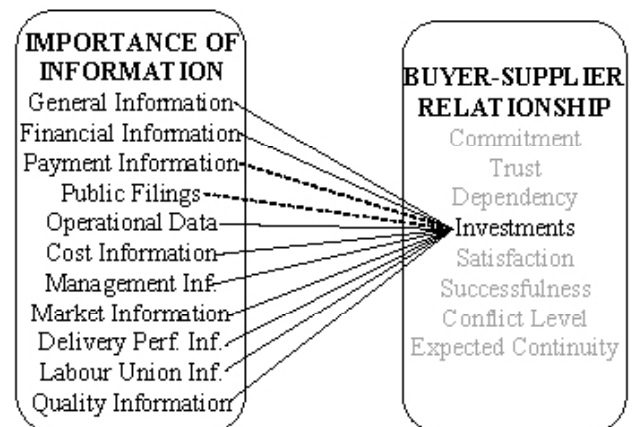 IMPORTANCE OF
INFORMATION
General Information
Financial Information
Payment Information
Public Filings
Operational Data
Cost Information
Management Inf.
Market Information
Delivery Perf. Inf.
Labour Union Inf.
Quality Information
BUYER-SUPPLIER
RELATIONSHIP
Commitment
Trust
Dependency
Investments
Satisfaction
Successfulness
Conflict Level
Expected Continuity